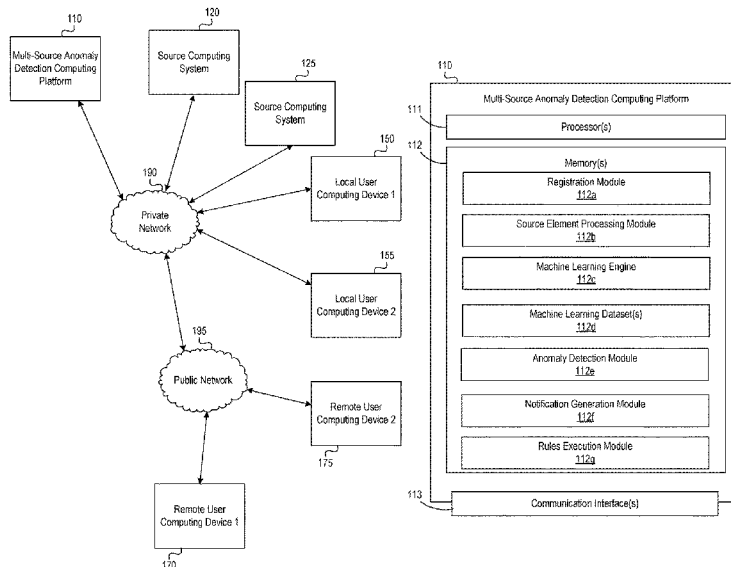 110
Multi-Source Anomaly
Detection Computing
Platform
120
Source Computing
System
125
Source Computing
System
150
Local User
Computing Device 1
190
Private
Network
155
Local User
Computing Device 2
195
Public Network
Remote User
Computing Device 2
175
Remote User
Computing Device 1
170
110
Multi-Source Anomaly Detection Computing Platform
111
Processor(s)
112
Memory(s)
Registration Module
112a
Source Element Processing Module
112b
Machine Learning Engine
112c
Machine Learning Dataset(s)
112d
Anomaly Detection Module
112e
Notification Generation Module
112f
Rules Execution Module
112g
113
Communication Interface(s)